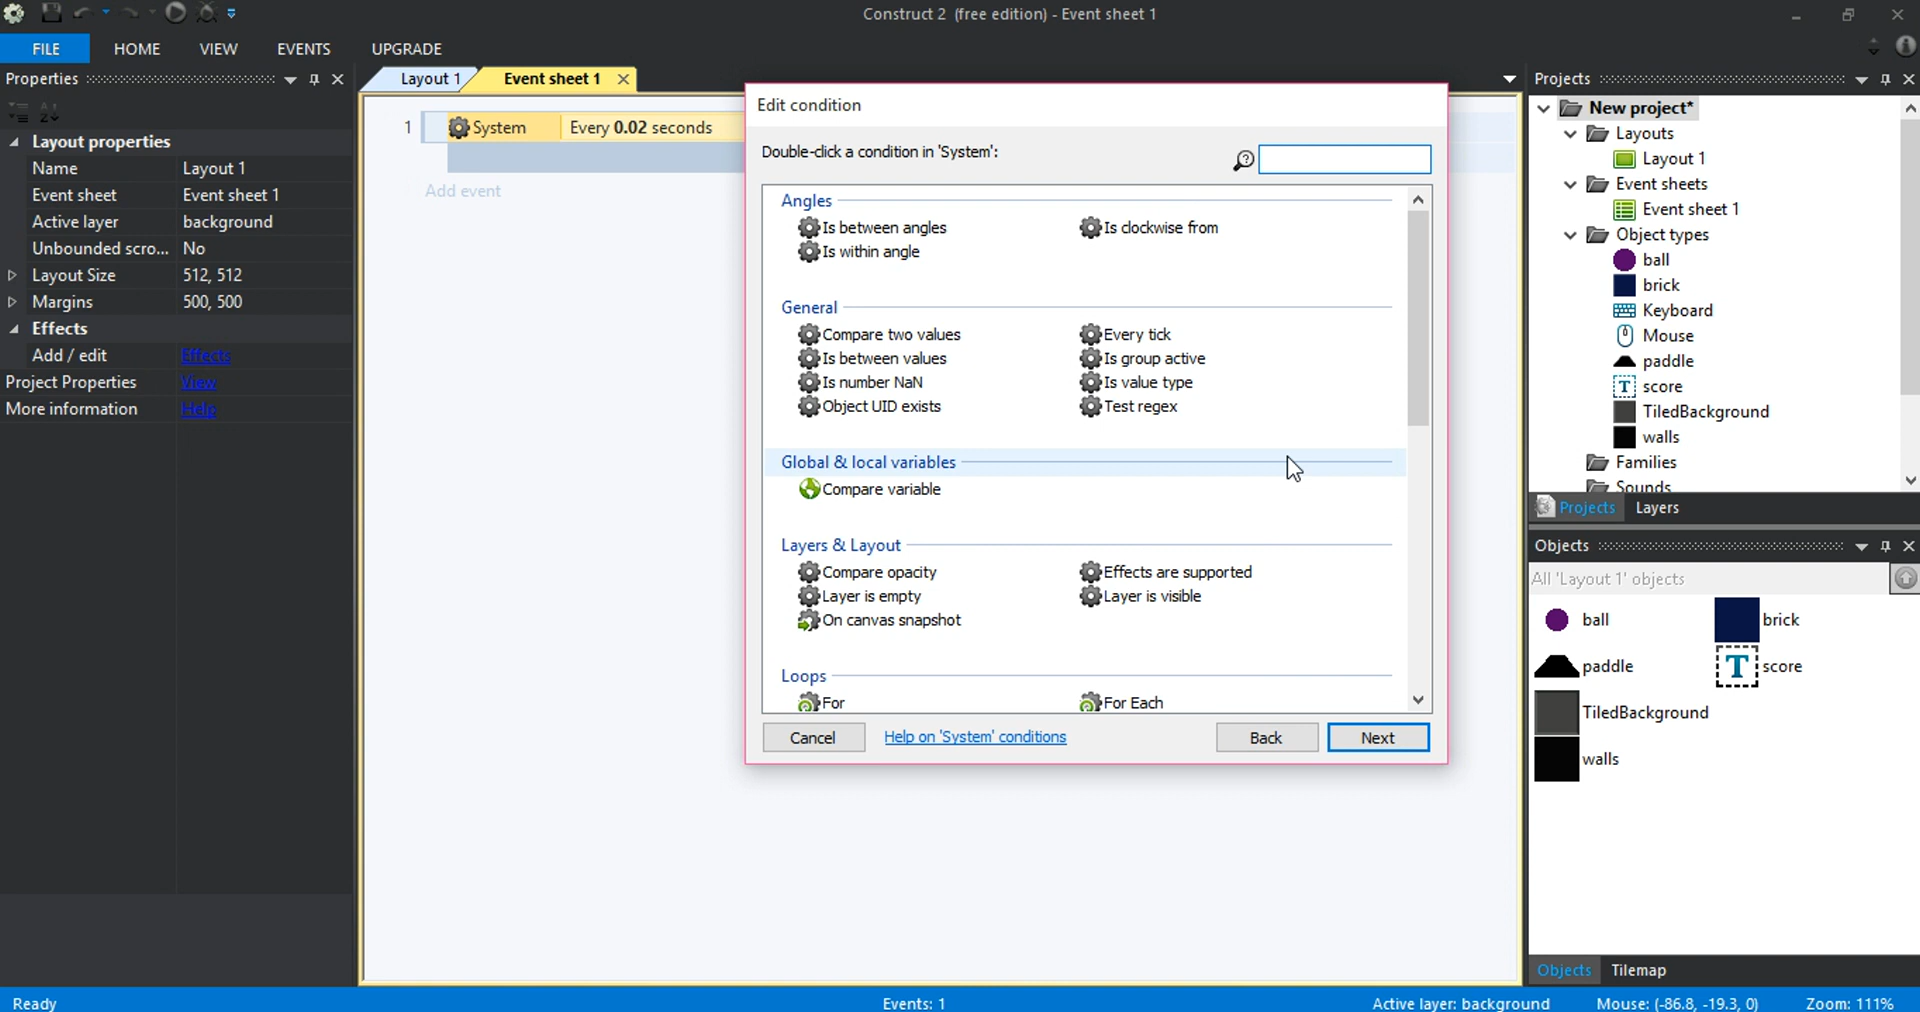 Construct 2 (free edition) - Event sheet 1
FILE HOME VIEW EVENTS UPGRADE
Properties
Layout properties
Name Layout 1
Event sheet Event sheet 1
Active layer background
Unbounded scro... No
Layout Size 512, 512
Margins 500, 500
Effects
Add / edit Effects
Project Properties View
More information Help
Layout 1 Event sheet 1
1 System Every 0.02 seconds
Add event
Edit condition
Double-click a condition in 'System':
Angles
Is between angles Is clockwise from
Is within angle
General
Compare two values Every tick
Is between values Is group active
Is number NaN Is value type
Object UID exists Test regex
Global & local variables
Compare variable
Layers & Layout
Compare opacity Effects are supported
Layer is empty Layer is visible
On canvas snapshot
Loops
For For Each
Cancel Help on 'System' conditions Back Next
Projects
New project*
Layouts
Layout 1
Event sheets
Event sheet 1
Object types
ball
brick
Keyboard
Mouse
paddle
T score
TiledBackground
walls
Families
Sounds
Projects Layers
Objects
All 'Layout 1' objects
ball brick
paddle T score
TiledBackground
walls
Objects Tilemap
Ready Events: 1 Active layer: background Mouse: (-86.8, -19.3, 0) Zoom: 111%